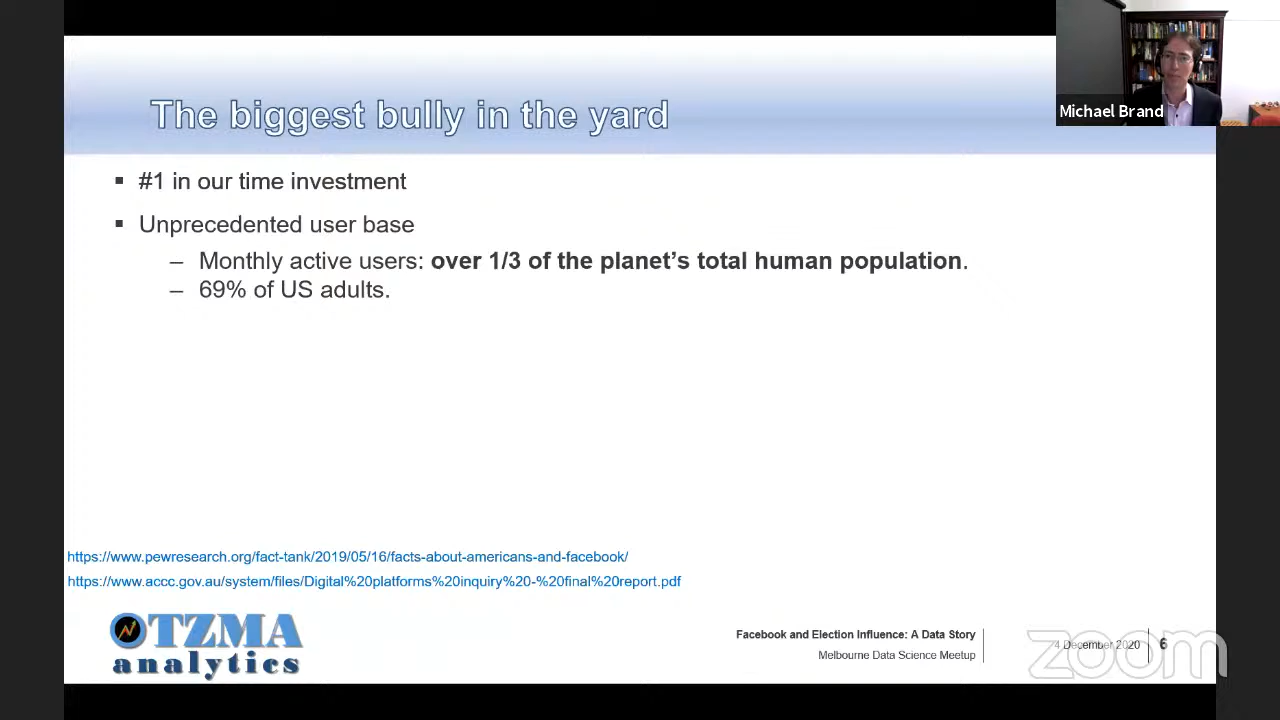 The biggest bully in the yard
Michael Brand
▪ #1 in our time investment
▪ Unprecedented user base
– Monthly active users: over 1/3 of the planet's total human population.
– 69% of US adults.
https://www.pewresearch.org/fact-tank/2019/05/16/facts-about-americans-and-facebook/
https://www.accc.gov.au/system/files/Digital%20platforms%20inquiry%20-%20final%20report.pdf
OTZMA
analytics
Facebook and Election Influence: A Data Story
Melbourne Data Science Meetup
4 December 2020
6
zoom